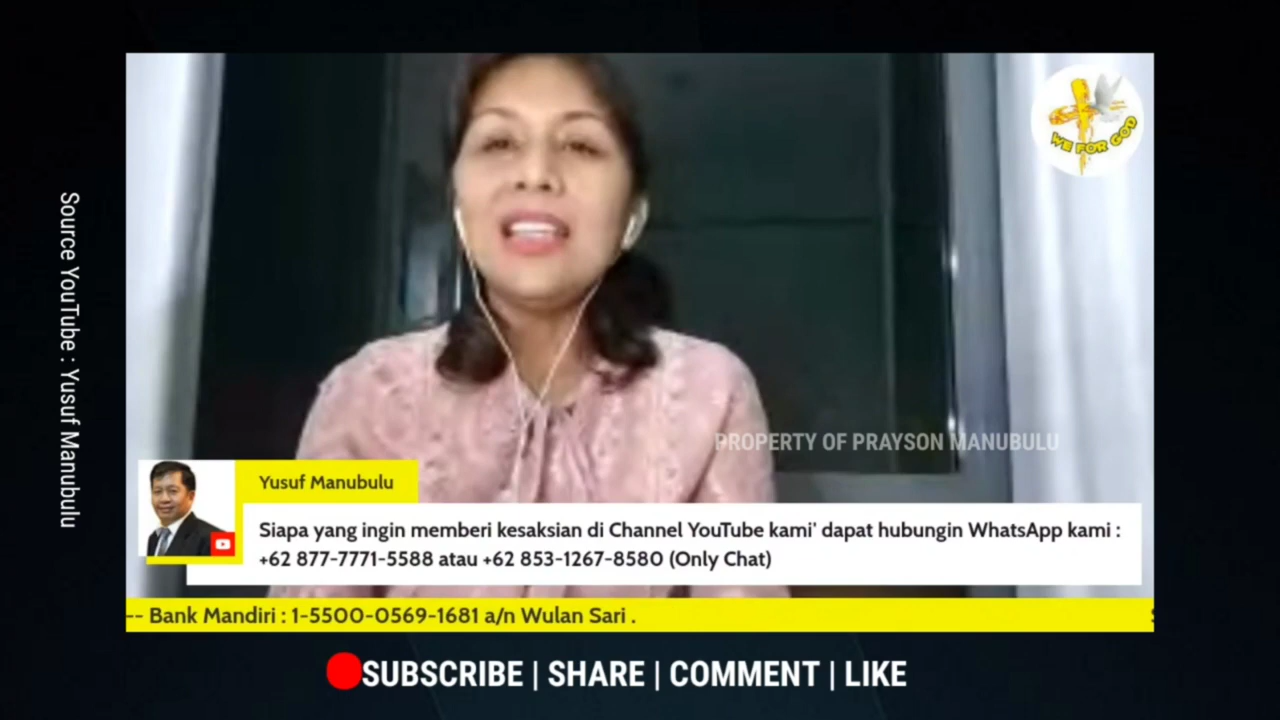 WE FOR GOD
Source YouTube : Yusuf Manubulu
PROPERTY OF PRAYSON MANUBULU
Yusuf Manubulu
Siapa yang ingin memberi kesaksian di Channel YouTube kami' dapat hubungin WhatsApp kami :
+62 877-7771-5588 atau +62 853-1267-8580 (Only Chat)
-- Bank Mandiri : 1-5500-0569-1681 a/n Wulan Sari .
SUBSCRIBE | SHARE | COMMENT | LIKE